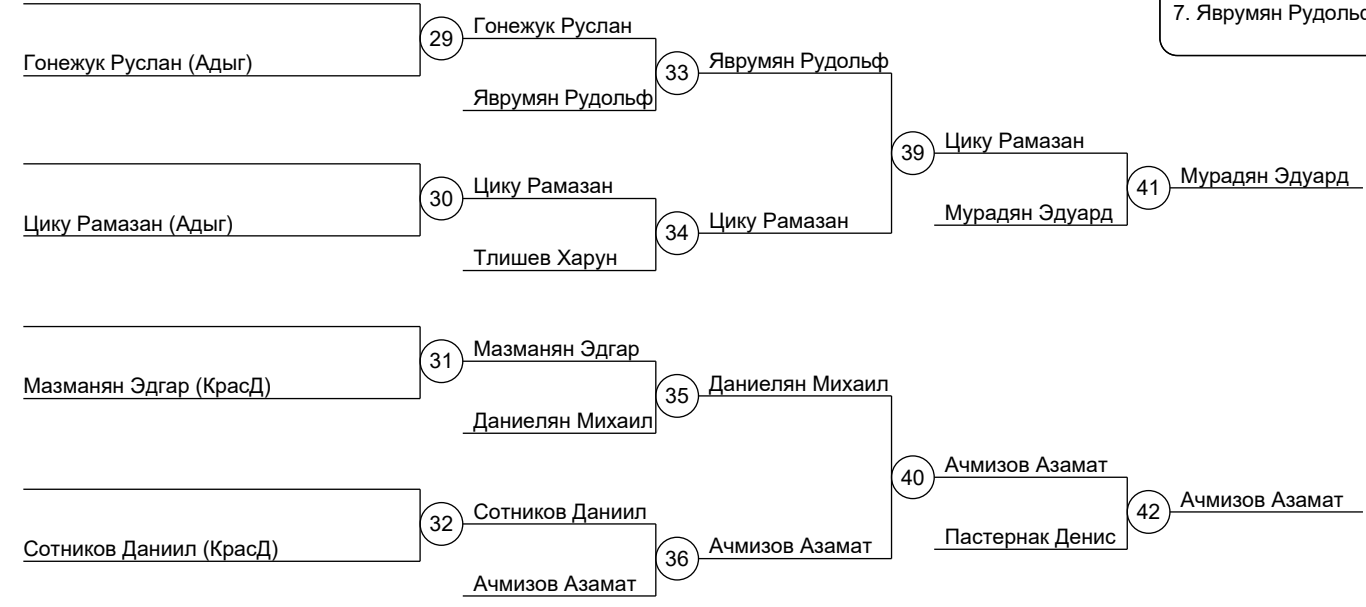 7. Яврумян Рудольф
Гонежук Руслан
29
Гонежук Руслан (Адыг)
Яврумян Рудольф
33
Яврумян Рудольф
Цику Рамазан
39
Мурадян Эдуард
41
Цику Рамазан
30
Мурадян Эдуард
Цику Рамазан
34
Цику Рамазан (Адыг)
Тлишев Харун
Мазманян Эдгар
31
Мазманян Эдгар (КрасД)
Даниелян Михаил
35
Даниелян Михаил
Ачмизов Азамат
40
Ачмизов Азамат
42
Сотников Даниил
32
Пастернак Денис
Сотников Даниил (КрасД)
Ачмизов Азамат
36
Ачмизов Азамат